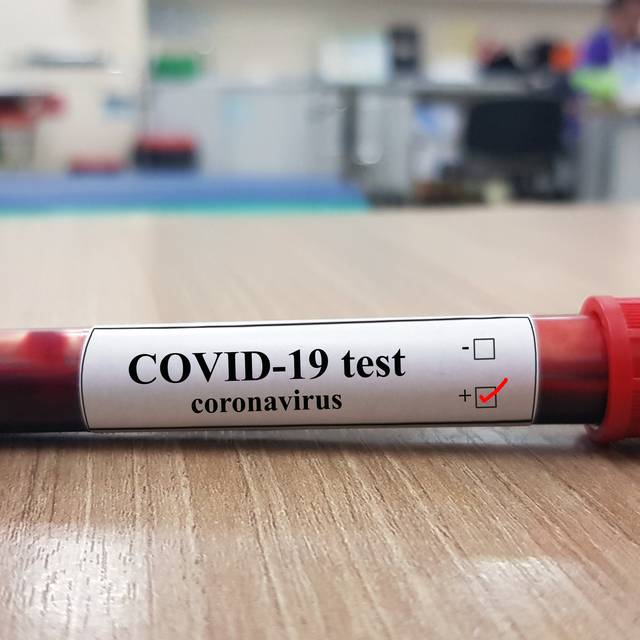 COVID-19 test
coronavirus
- ☐
+ ☑